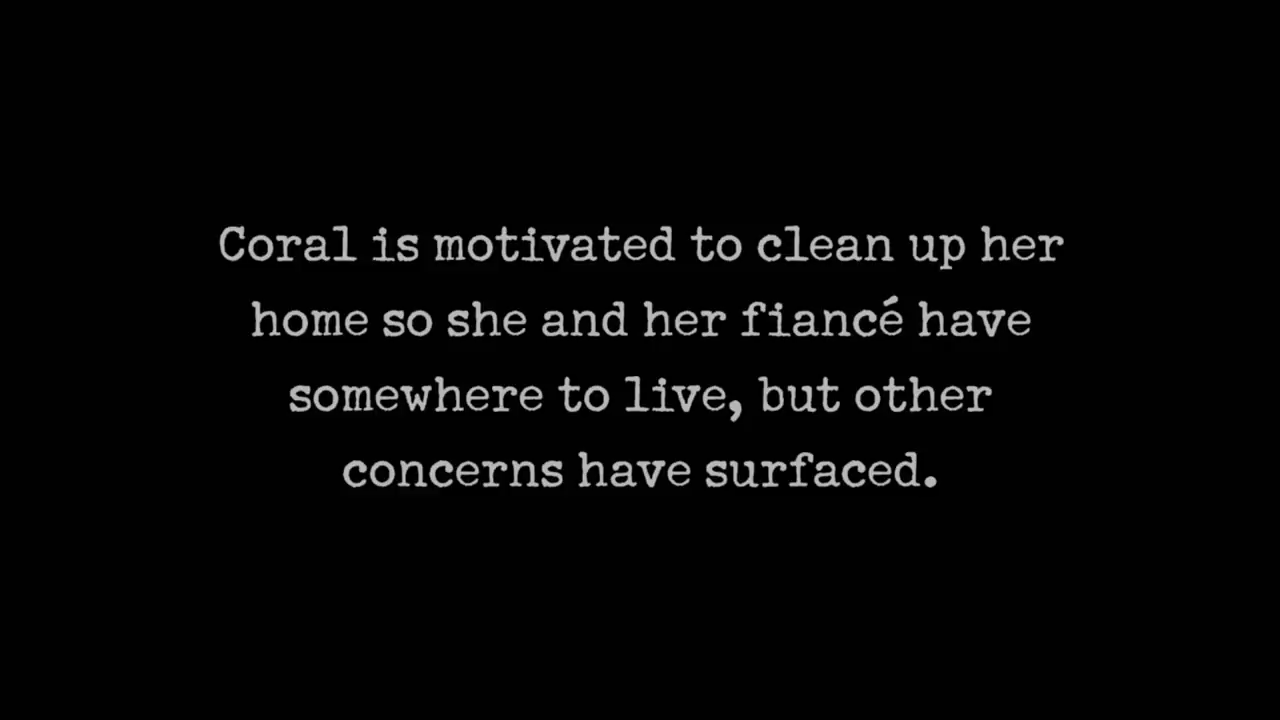 Coral is motivated to clean up her
home so she and her fiancé have
somewhere to live, but other
concerns have surfaced.